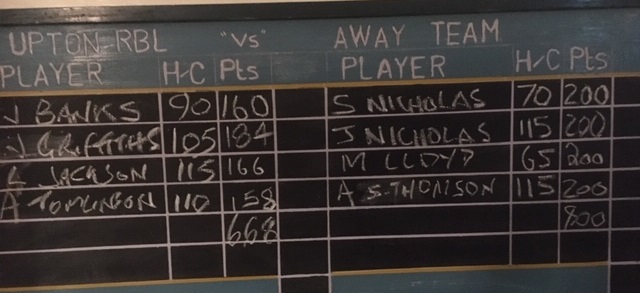 UPTON RBL "VS" AWAY TEAM
PLAYER H/C Pts PLAYER H/C Pts
J BANKS 90 160 S NICHOLAS 70 200
J GRIFFITHS 105 184 J NICHOLAS 115 200
JACKSON 115 166 M LLOYD 65 200
A TOMLINSON 110 158 A S.THOMSON 115 200
668 800